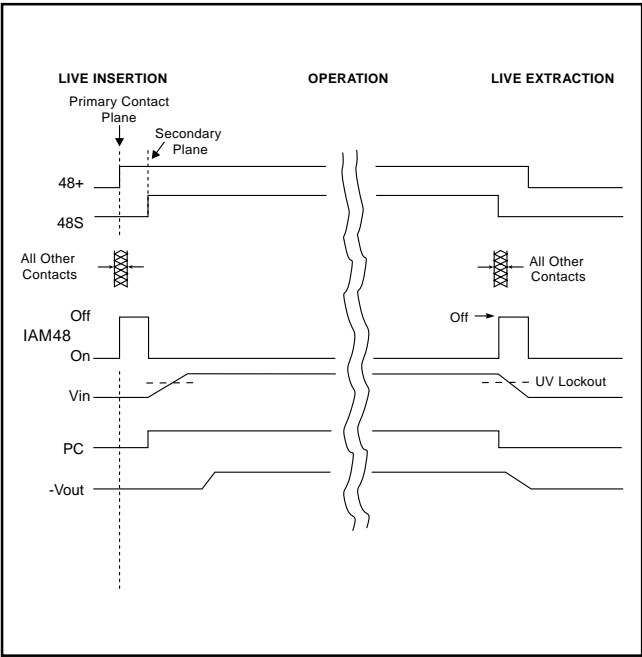 LIVE INSERTION
OPERATION
LIVE EXTRACTION
Primary Contact
Plane
Secondary
Plane
48+
48S
All Other
Contacts
All Other
Contacts
Off
Off
IAM48
On
UV Lockout
Vin
PC
-Vout